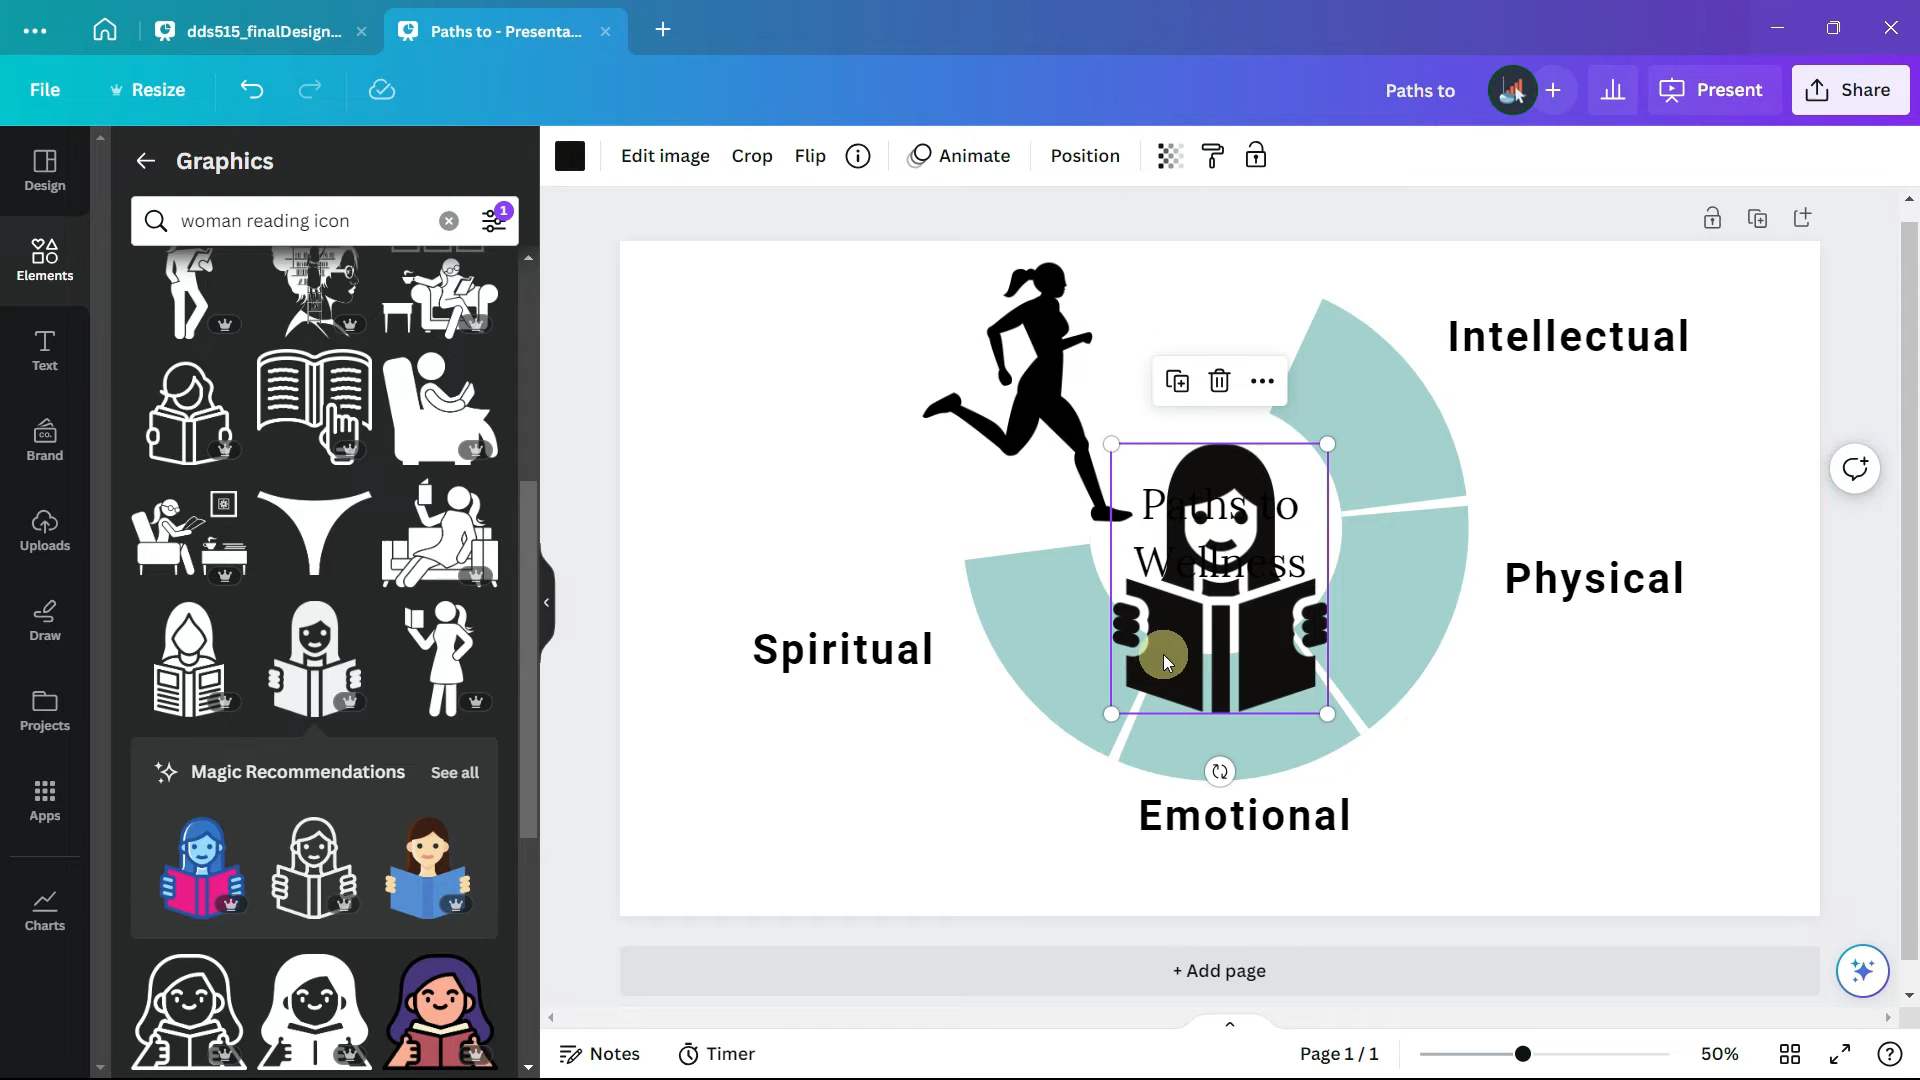 dds515_finalDesign...
Paths to - Presenta...
File
Resize
Paths to
Present
Share
Design
Elements
Text
Brand
CO.
Uploads
Draw
Projects
Apps
Charts
Graphics
woman reading icon
1
Magic Recommendations
See all
Edit image
Crop
Flip
Animate
Position
Intellectual
Physical
Emotional
Spiritual
Paths to
Wellness
+ Add page
Notes
Timer
Page 1 / 1
50%